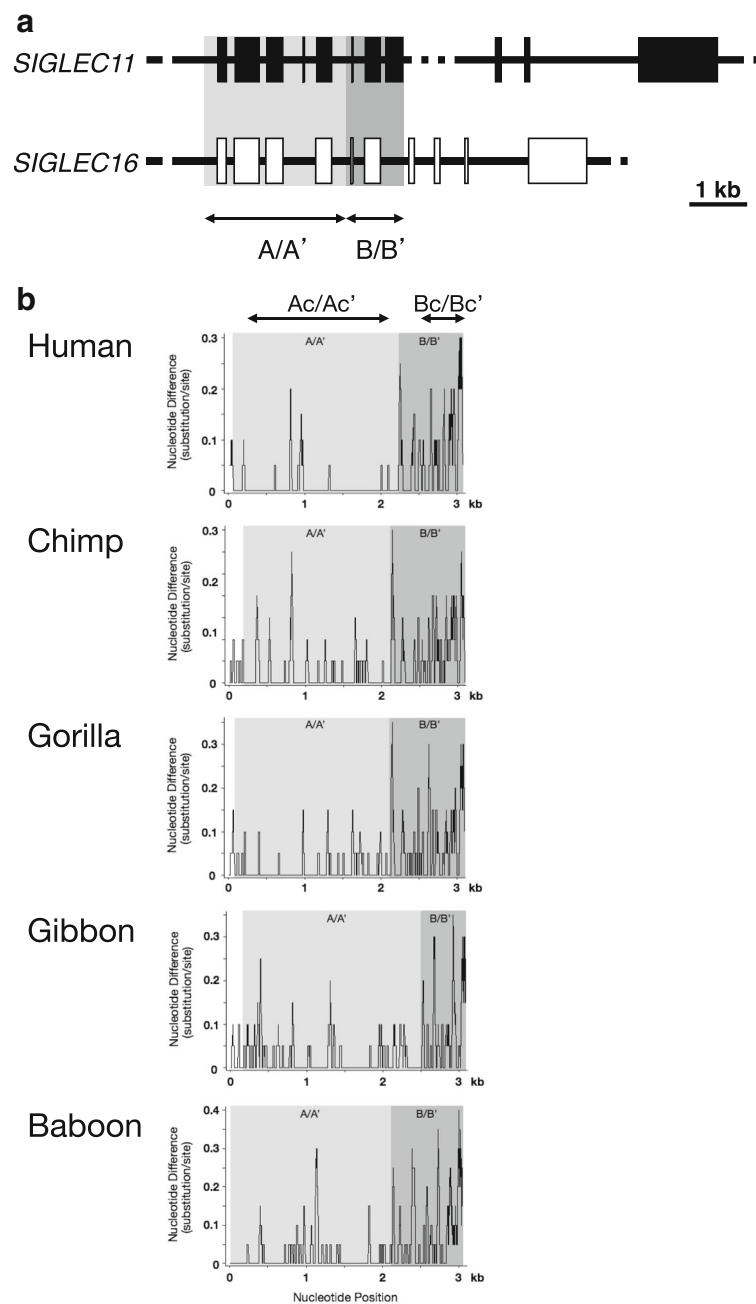 a
SIGLEC11
SIGLEC16
1 kb
A/A’ B/B’
b
Ac/Ac’ Bc/Bc’
Human
A/A' B/B'
Nucleotide Difference
(substitution/site)
0.3
0.2
0.1
0
0 1 2 3 kb
Chimp
A/A' B/B'
Nucleotide Difference
(substitution/site)
0.3
0.2
0.1
0
0 1 2 3 kb
Gorilla
A/A' B/B'
Nucleotide Difference
(substitution/site)
0.3
0.2
0.1
0
0 1 2 3 kb
Gibbon
A/A' B/B'
Nucleotide Difference
(substitution/site)
0.3
0.2
0.1
0
0 1 2 3 kb
Baboon
A/A' B/B'
Nucleotide Difference
(substitution/site)
0.4
0.3
0.2
0.1
0
0 1 2 3 kb
Nucleotide Position